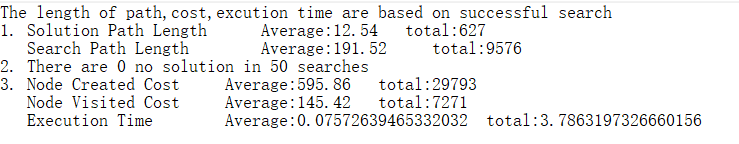 The length of path,cost,excution time are based on successful search
1. Solution Path Length Average:12.54 total:627
Search Path Length Average:191.52 total:9576
2. There are 0 no solution in 50 searches
3. Node Created Cost Average:595.86 total:29793
Node Visited Cost Average:145.42 total:7271
Execution Time Average:0.07572639465332032 total:3.7863197326660156